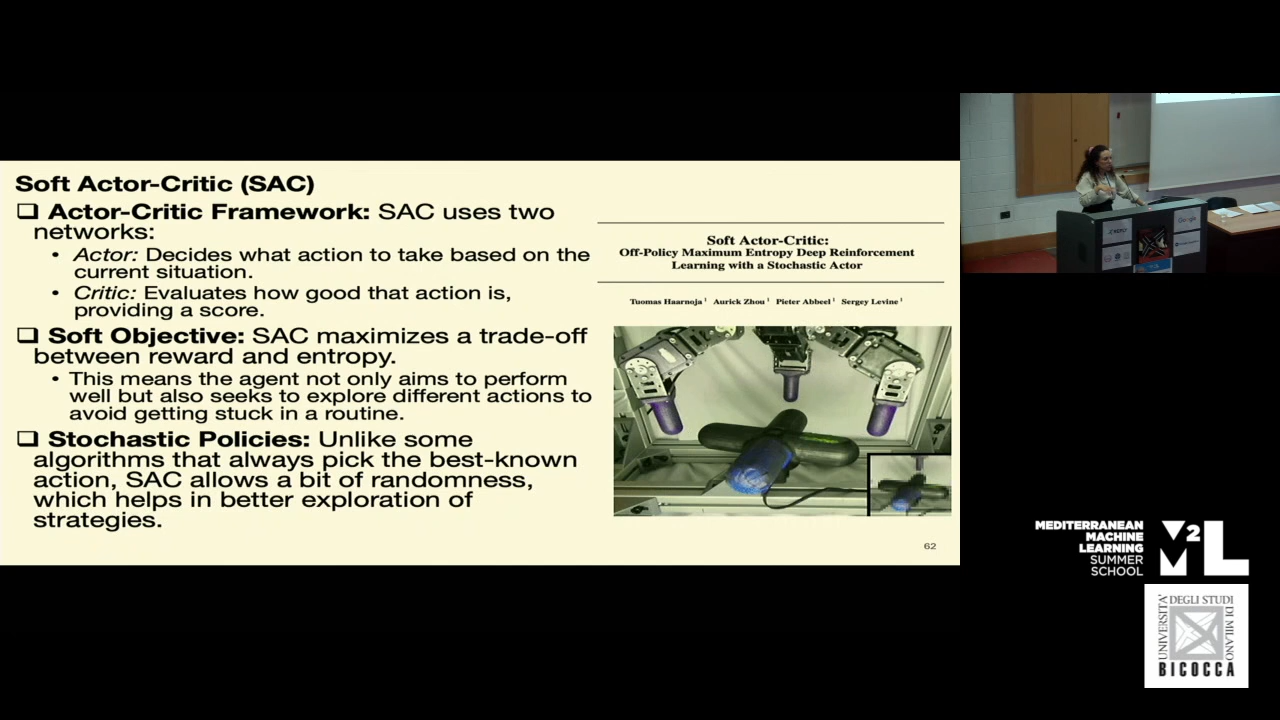 Soft Actor-Critic (SAC)
❑ Actor-Critic Framework: SAC uses two
networks:
• Actor: Decides what action to take based on the
current situation.
• Critic: Evaluates how good that action is,
providing a score.
❑ Soft Objective: SAC maximizes a trade-off
between reward and entropy.
• This means the agent not only aims to perform
well but also seeks to explore different actions to
avoid getting stuck in a routine.
❑ Stochastic Policies: Unlike some
algorithms that always pick the best-known
action, SAC allows a bit of randomness,
which helps in better exploration of
strategies.
Soft Actor-Critic:
Off-Policy Maximum Entropy Deep Reinforcement
Learning with a Stochastic Actor
Tuomas Haarnoja 1 Aurick Zhou 1 Pieter Abbeel 1 Sergey Levine 1
62
Google
MEDITERRANEAN
MACHINE
LEARNING
SUMMER
SCHOOL
M2L
UNIVERSITÀ
DEGLI STUDI
DI MILANO
BICOCCA